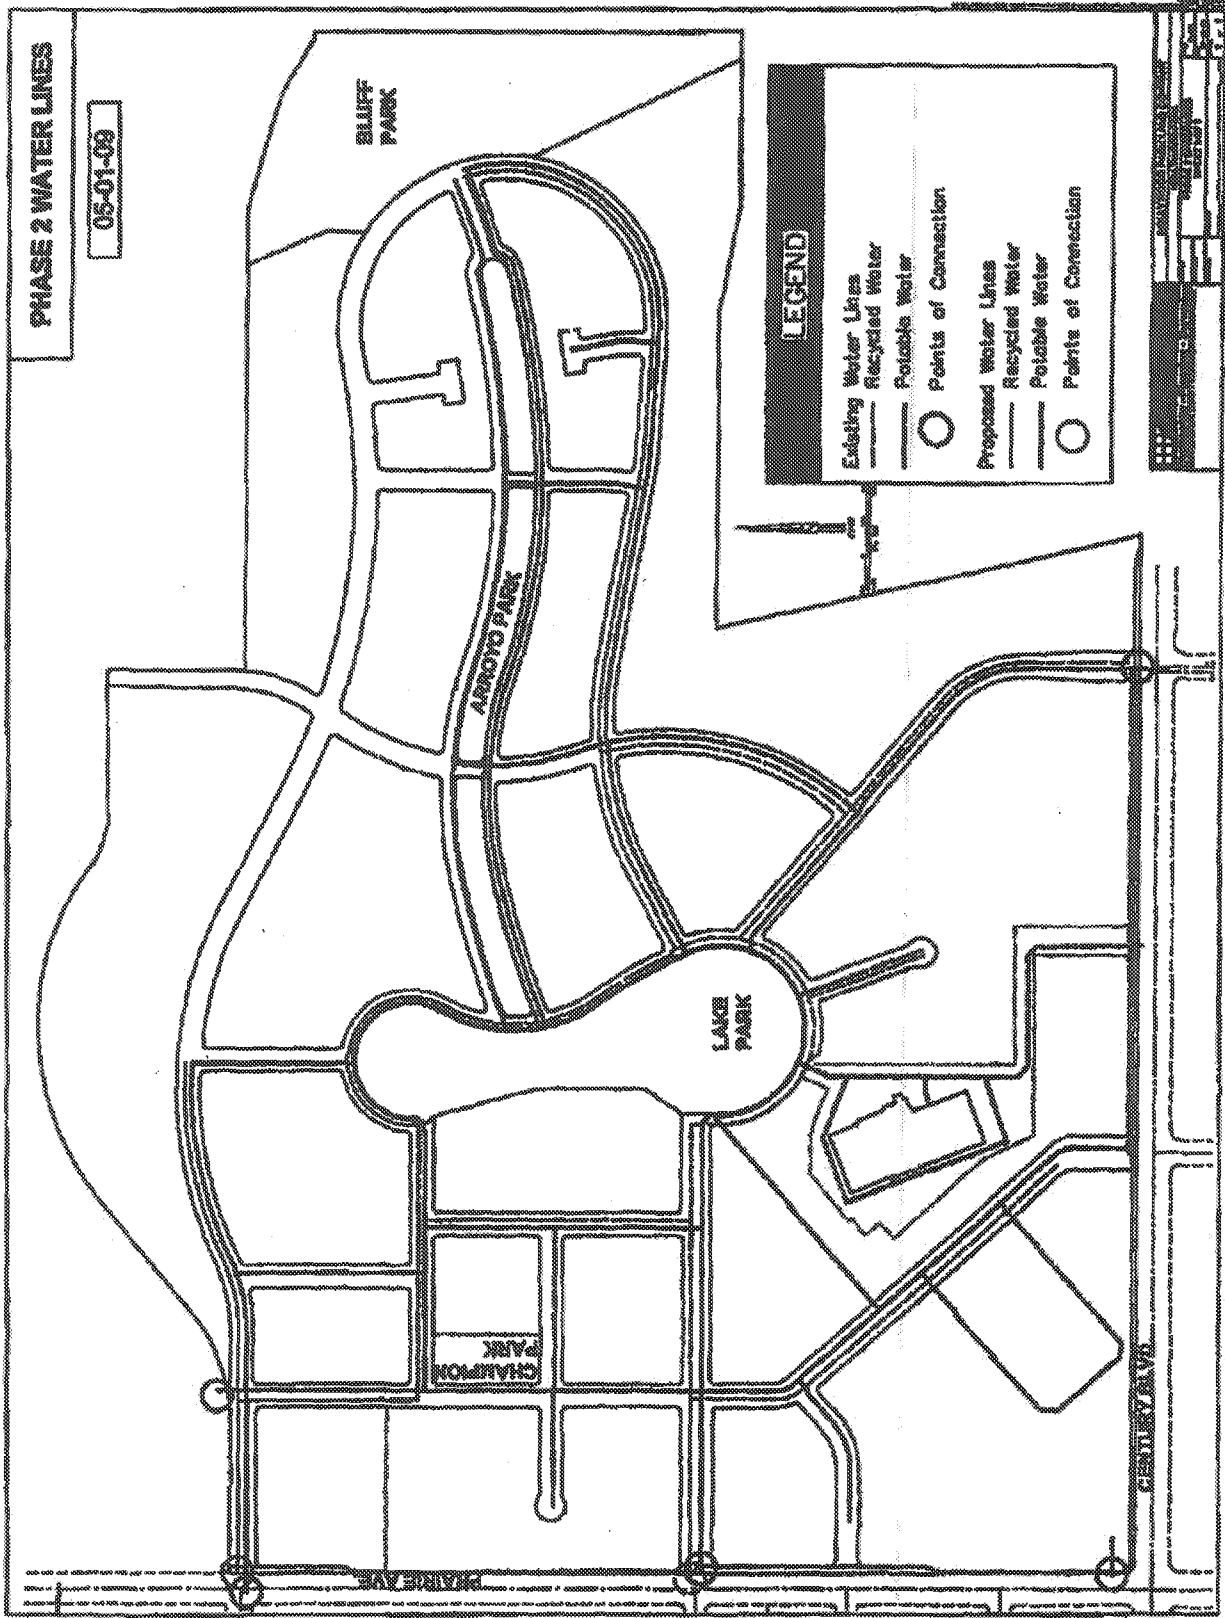 PHASE 2 WATER LINES
05-01-09
BLUFF
PARK
ARROYO PARK
LAKE
PARK
CHAMPION
PARK
PRAIRIE AVE
CENTURY BLVD
LEGEND
Existing Water Lines
Recycled Water
Potable Water
Points of Connection
Proposed Water Lines
Recycled Water
Potable Water
Points of Connection